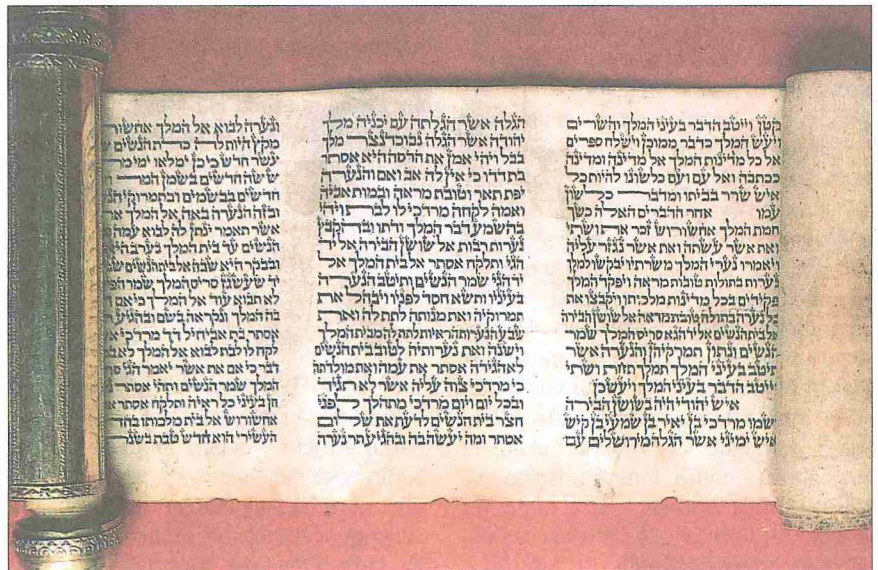 קטן וייטב הדבר בעיני המלך והשרים
ויעש המלך כדבר ממוכן וישלח ספרים
אל כל מדינות המלך אל מדינה ומדינה
ככתבה ואל עם ועם כלשונו להיות כל
איש שרר בביתו ומדבר כלשון
עמו אחר הדברים האלה כשך
חמת המלך אחשורוש זכר את ושתי
ואת אשר עשתה ואת אשר נגזר עליה
ויאמרו נערי המלך משרתיו יבקשו למלך
נערות בתולות טובות מראה ויפקד המלך
פקידים בכל מדינות מלכותו ויקבצו את
כל נערה בתולה טובת מראה אל שושן הבירה
אל בית הנשים אל יד הגא סריס המלך שמר
הנשים ונתון תמרקיהן והנערה אשר
תיטב בעיני המלך תמלך תחת ושתי
וייטב הדבר בעיני המלך ויעש כן
איש יהודי היה בשושן הבירה
ושמו מרדכי בן יאיר בן שמעי בן קיש
איש ימיני אשר הגלה מירושלים עם
הגלה אשר הגלתה עם יכניה מלך
יהודה אשר הגלה נבוכדנצר מלך
בבל ויהי אמן את הדסה היא אסתר
בת דדו כי אין לה אב ואם והנערה
יפת תאר וטובת מראה ובמות אביה
ואמה לקחה מרדכי לו לבת ויהי
בהשמע דבר המלך ודתו ובהקבץ
נערות רבות אל שושן הבירה אל יד
הגי ותלקח אסתר אל בית המלך אל
יד הגי שמר הנשים ותיטב הנערה
בעיניו ותשא חסד לפניו ויבהל את
תמרוקיה ואת מנותה לתת לה ואת
שבע הנערות הראיות לתת לה מבית המלך
וישנה ואת נערותיה לטוב בית הנשים
לא הגידה אסתר את עמה ואת מולדתה
כי מרדכי צוה עליה אשר לא תגיד
ובכל יום ויום מרדכי מתהלך לפני
חצר בית הנשים לדעת את שלום
אסתר ומה יעשה בה ובהגיע תר נערה
ונערה לבוא אל המלך אחשורו
מקץ היות לה כדת הנשים ש
עשר חדש כי כן ימלאו ימי מר
ששה חדשים בשמן המר
חדשים בבשמים ובתמרוקי הנ
ובזה הנערה באה אל המלך את
אשר תאמר ינתן לה לבוא עמה מ
הנשים עד בית המלך בערב היא
ובבקר היא שבה אל בית הנשים שנ
יד שעשגז סריס המלך שמר הפי
לא תבוא עוד אל המלך כי אם ח
בה המלך ונקראה בשם ובהגיע
אסתר בת אביחיל דד מרדכי א
לקח לו לבת לבוא אל המלך לא ב
דבר כי אם את אשר יאמר הגי סר
המלך שמר הנשים ותהי אסתר
חן בעיני כל ראיה ותלקח אסתר א
אחשורוש אל בית מלכותו בחד
העשירי הוא חדש טבת בשנת